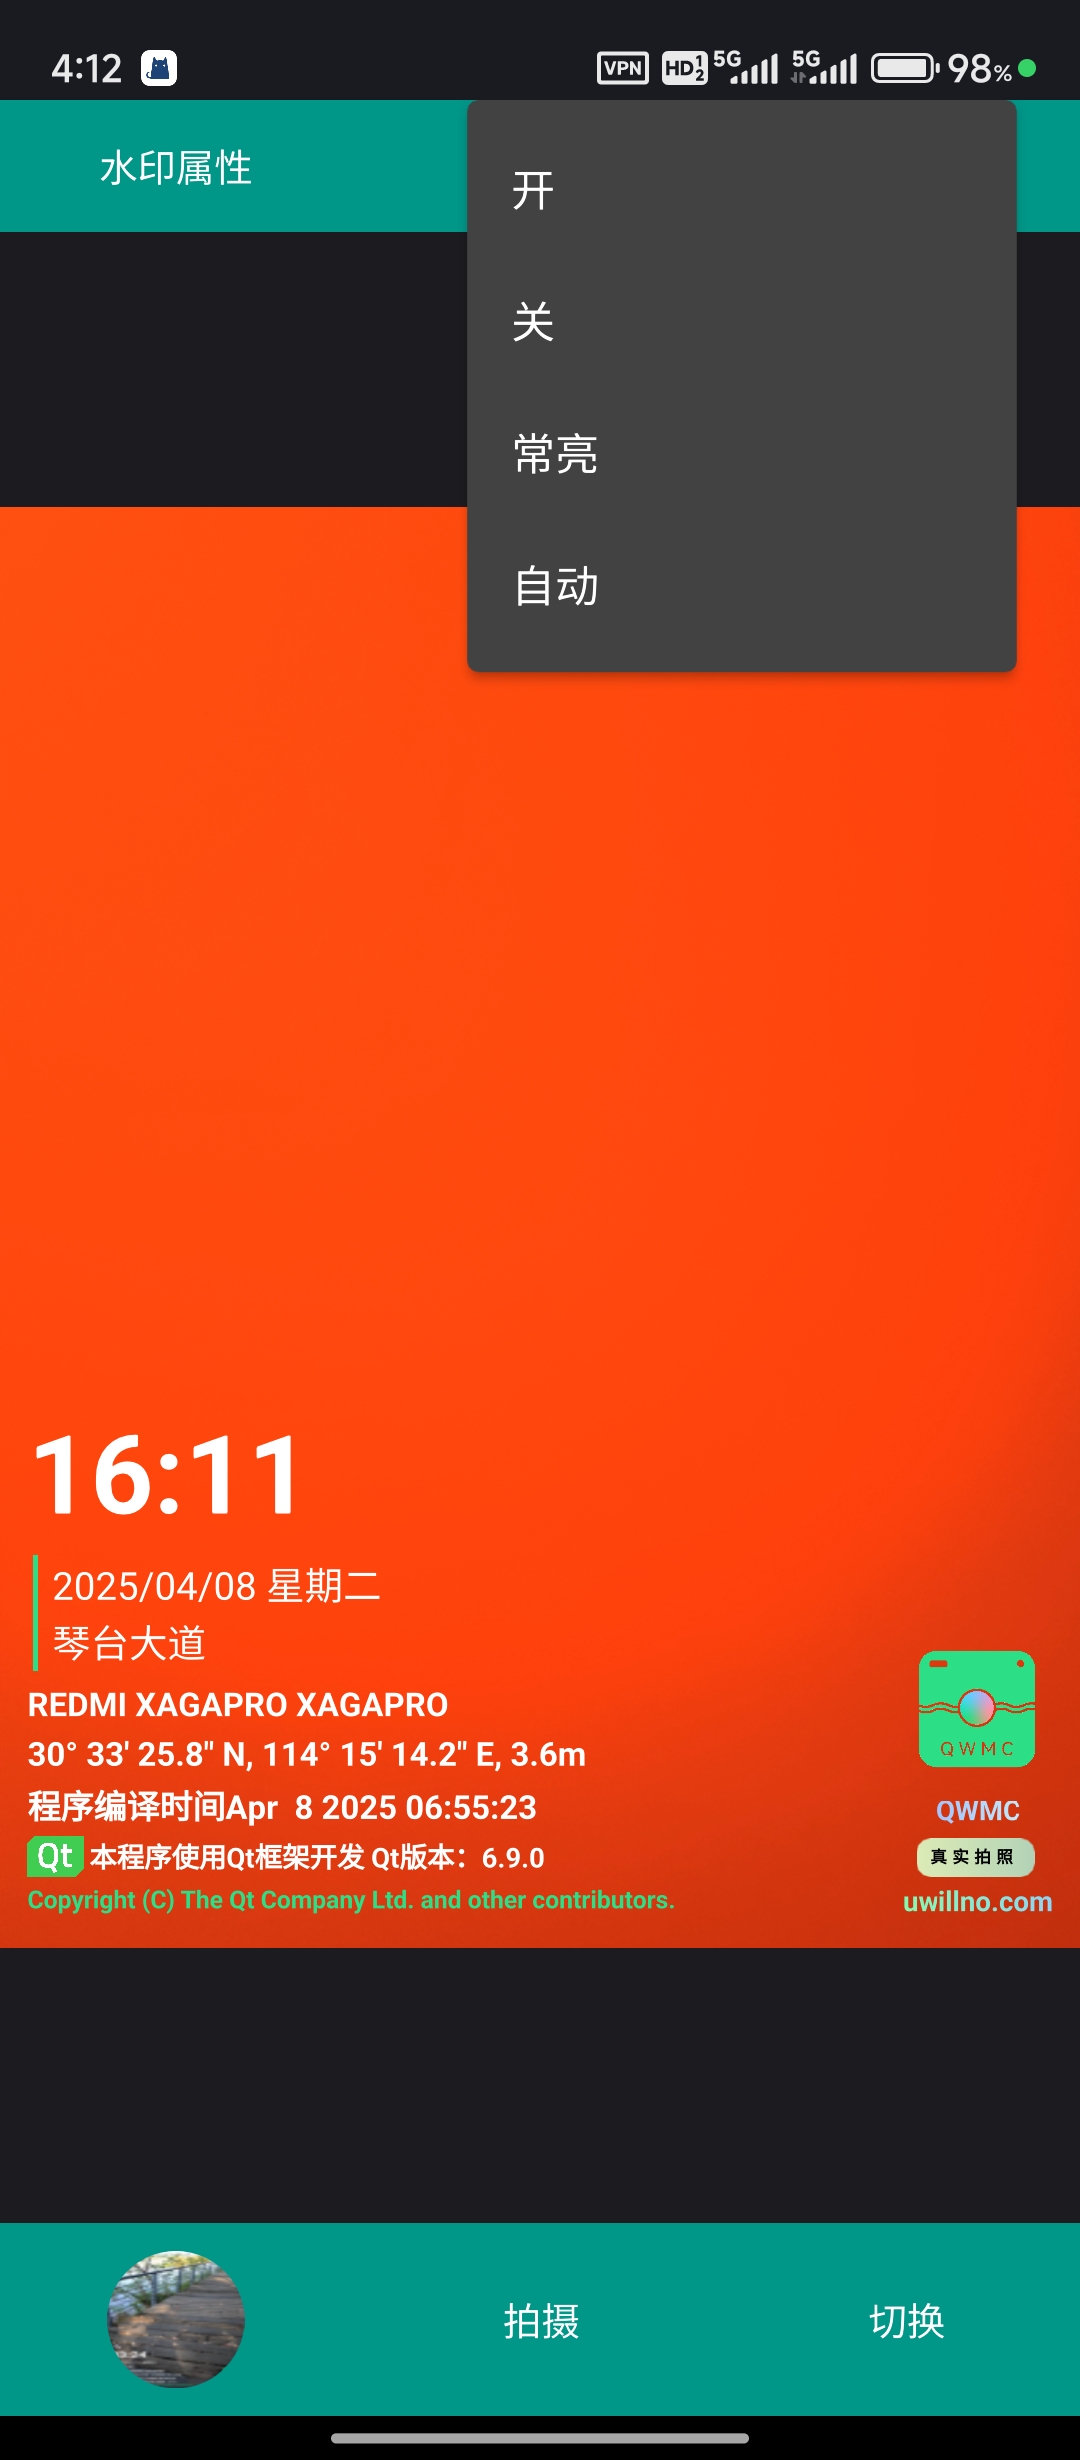 4:12
VPN HD 1 2 5G 5G 98%
水印属性
开
关
常亮
自动
16:11
2025/04/08 星期二
琴台大道
REDMI XAGAPRO XAGAPRO
30° 33' 25.8" N, 114° 15' 14.2" E, 3.6m
程序编译时间Apr  8 2025 06:55:23
Qt 本程序使用Qt框架开发 Qt版本：6.9.0
Copyright (C) The Qt Company Ltd. and other contributors.
QWMC
QWMC
真实拍照
uwillno.com
拍摄
切换